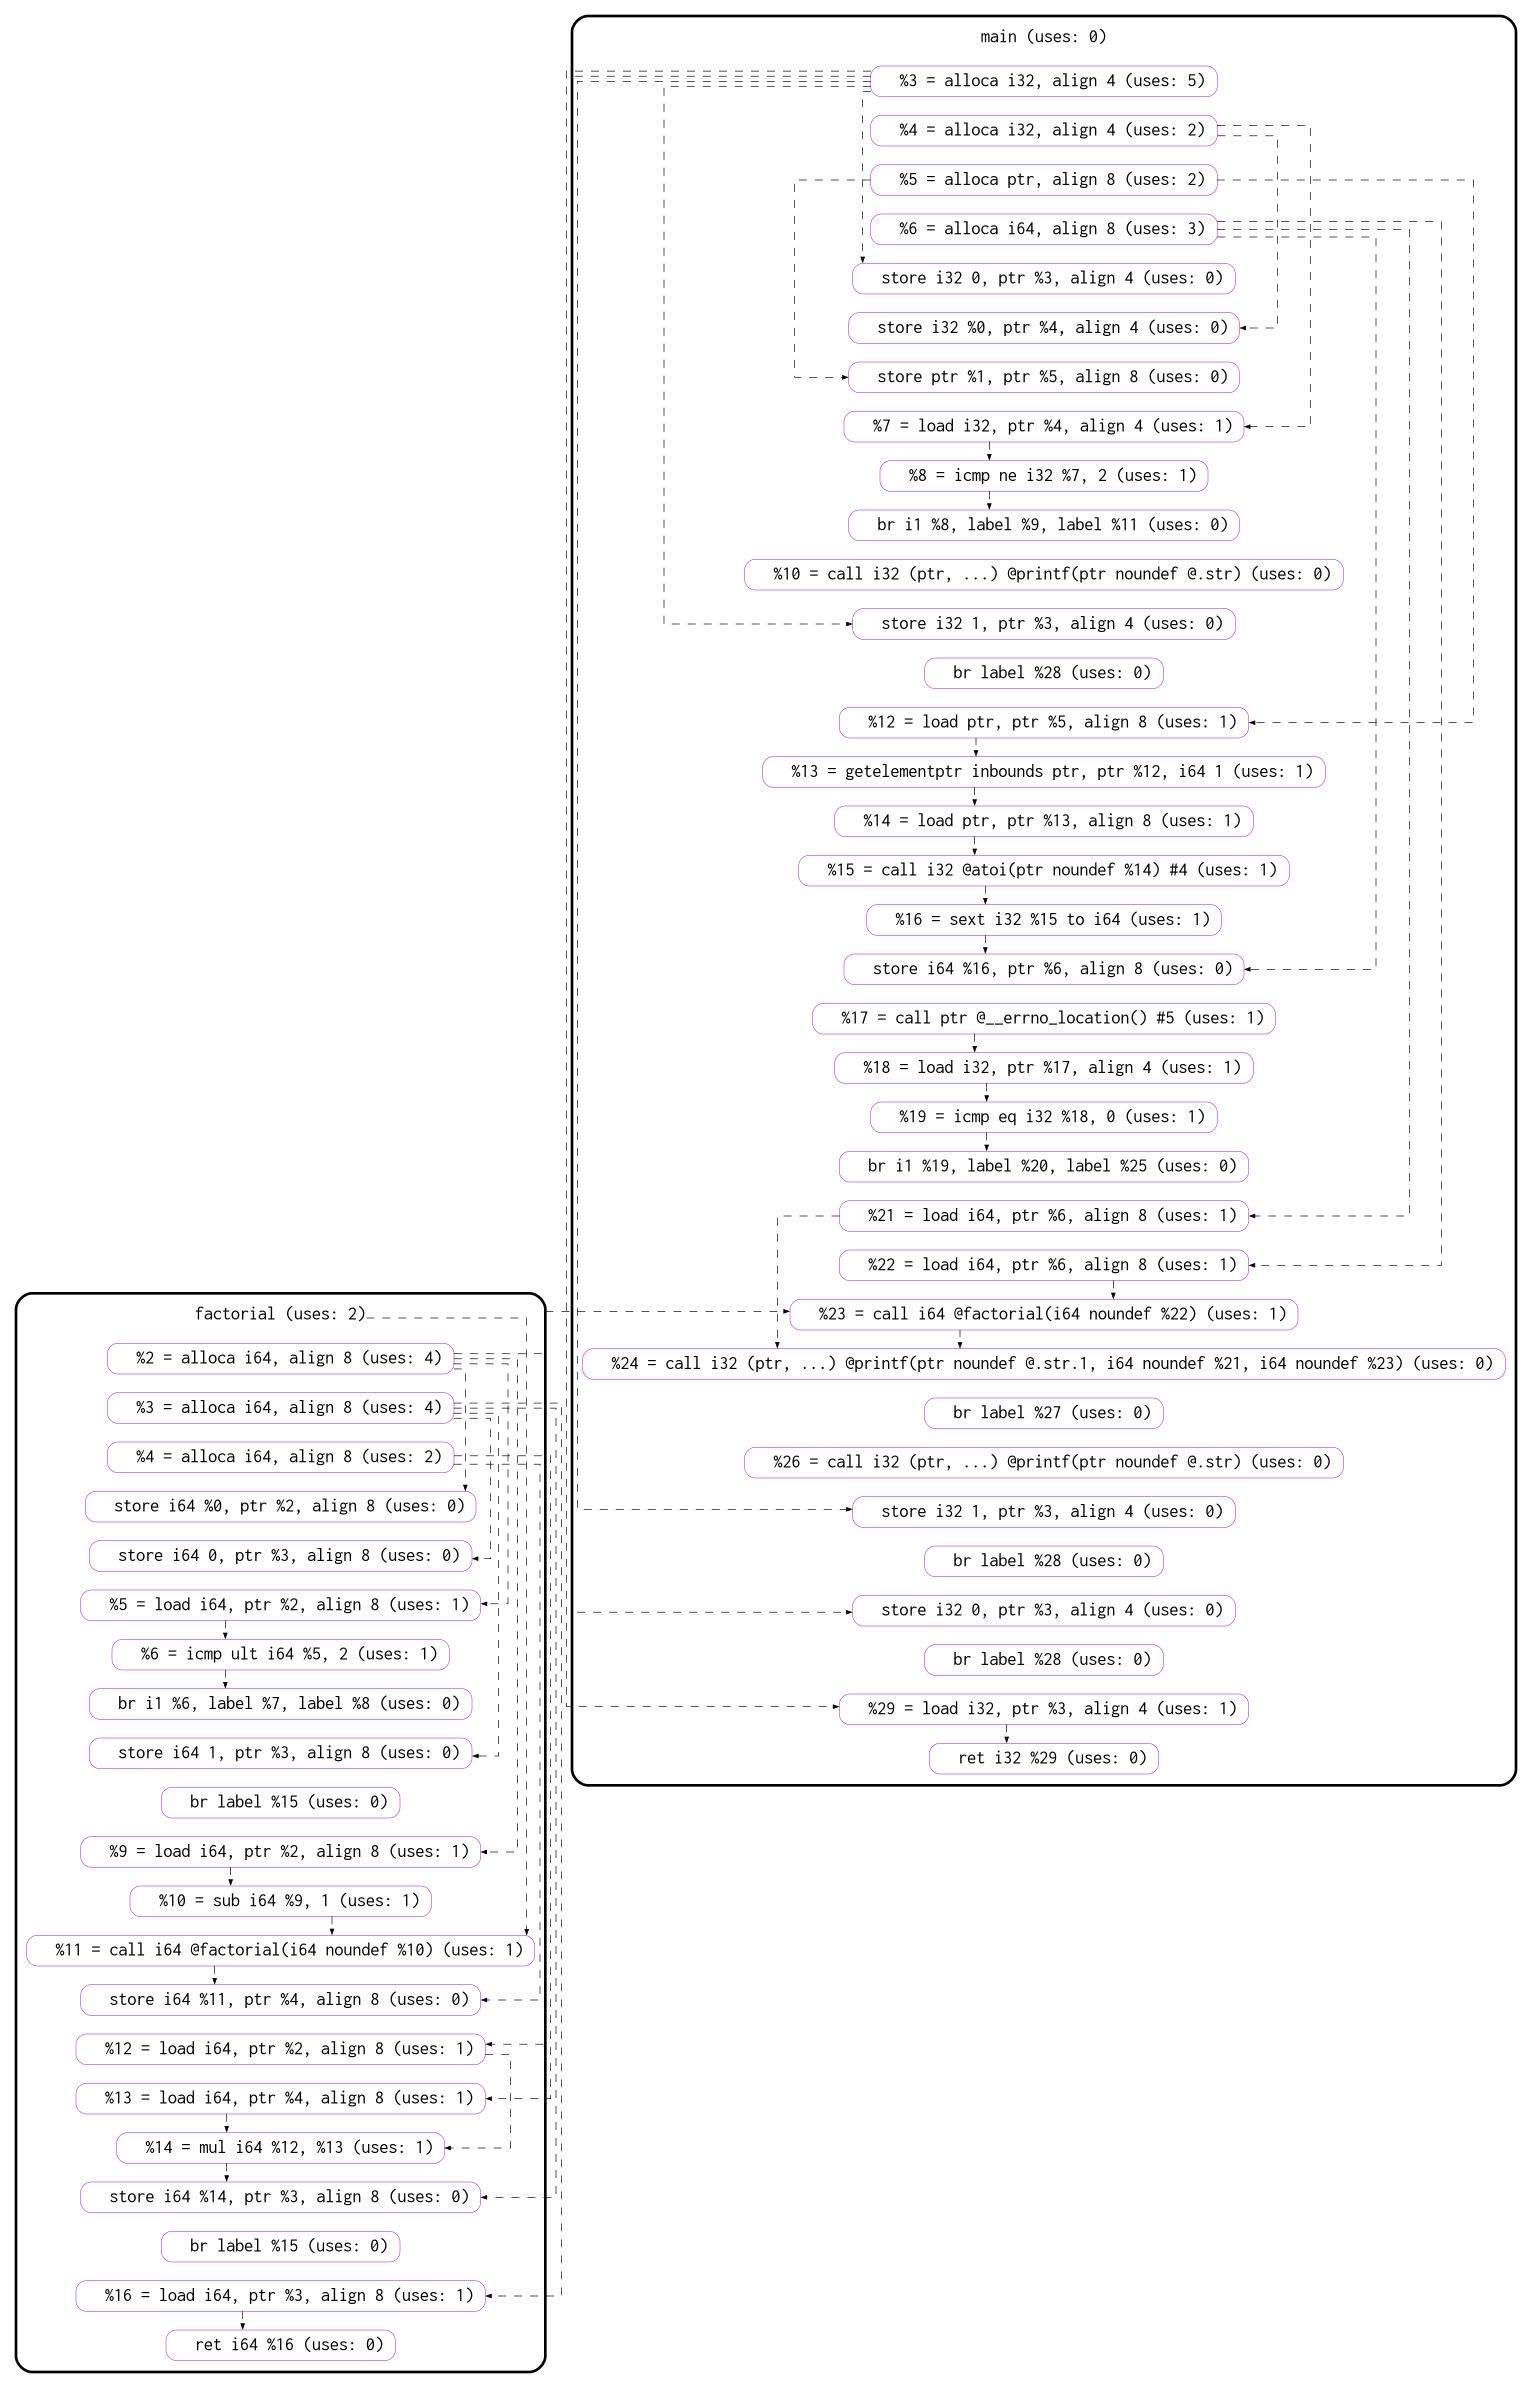 main (uses: 0)
%3 = alloca i32, align 4 (uses: 5)
%4 = alloca i32, align 4 (uses: 2)
%5 = alloca ptr, align 8 (uses: 2)
%6 = alloca i64, align 8 (uses: 3)
store i32 0, ptr %3, align 4 (uses: 0)
store i32 %0, ptr %4, align 4 (uses: 0)
store ptr %1, ptr %5, align 8 (uses: 0)
%7 = load i32, ptr %4, align 4 (uses: 1)
%8 = icmp ne i32 %7, 2 (uses: 1)
br i1 %8, label %9, label %11 (uses: 0)
%10 = call i32 (ptr, ...) @printf(ptr noundef @.str) (uses: 0)
store i32 1, ptr %3, align 4 (uses: 0)
br label %28 (uses: 0)
%12 = load ptr, ptr %5, align 8 (uses: 1)
%13 = getelementptr inbounds ptr, ptr %12, i64 1 (uses: 1)
%14 = load ptr, ptr %13, align 8 (uses: 1)
%15 = call i32 @atoi(ptr noundef %14) #4 (uses: 1)
%16 = sext i32 %15 to i64 (uses: 1)
store i64 %16, ptr %6, align 8 (uses: 0)
%17 = call ptr @__errno_location() #5 (uses: 1)
%18 = load i32, ptr %17, align 4 (uses: 1)
%19 = icmp eq i32 %18, 0 (uses: 1)
br i1 %19, label %20, label %25 (uses: 0)
%21 = load i64, ptr %6, align 8 (uses: 1)
%22 = load i64, ptr %6, align 8 (uses: 1)
%23 = call i64 @factorial(i64 noundef %22) (uses: 1)
%24 = call i32 (ptr, ...) @printf(ptr noundef @.str.1, i64 noundef %21, i64 noundef %23) (uses: 0)
br label %27 (uses: 0)
%26 = call i32 (ptr, ...) @printf(ptr noundef @.str) (uses: 0)
store i32 1, ptr %3, align 4 (uses: 0)
br label %28 (uses: 0)
store i32 0, ptr %3, align 4 (uses: 0)
br label %28 (uses: 0)
%29 = load i32, ptr %3, align 4 (uses: 1)
ret i32 %29 (uses: 0)
factorial (uses: 2)
%2 = alloca i64, align 8 (uses: 4)
%3 = alloca i64, align 8 (uses: 4)
%4 = alloca i64, align 8 (uses: 2)
store i64 %0, ptr %2, align 8 (uses: 0)
store i64 0, ptr %3, align 8 (uses: 0)
%5 = load i64, ptr %2, align 8 (uses: 1)
%6 = icmp ult i64 %5, 2 (uses: 1)
br i1 %6, label %7, label %8 (uses: 0)
store i64 1, ptr %3, align 8 (uses: 0)
br label %15 (uses: 0)
%9 = load i64, ptr %2, align 8 (uses: 1)
%10 = sub i64 %9, 1 (uses: 1)
%11 = call i64 @factorial(i64 noundef %10) (uses: 1)
store i64 %11, ptr %4, align 8 (uses: 0)
%12 = load i64, ptr %2, align 8 (uses: 1)
%13 = load i64, ptr %4, align 8 (uses: 1)
%14 = mul i64 %12, %13 (uses: 1)
store i64 %14, ptr %3, align 8 (uses: 0)
br label %15 (uses: 0)
%16 = load i64, ptr %3, align 8 (uses: 1)
ret i64 %16 (uses: 0)